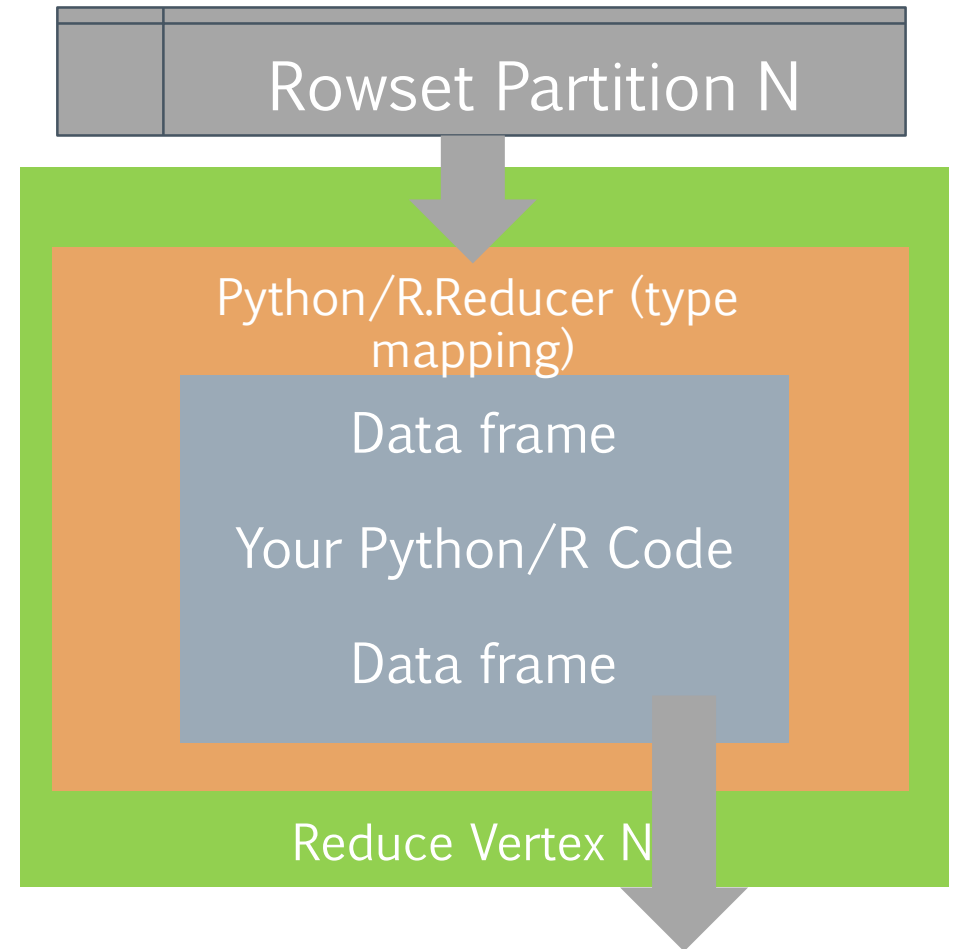 Rowset Partition N
Python/R.Reducer (type
mapping)
Data frame
Your Python/R Code
Data frame
Reduce Vertex N